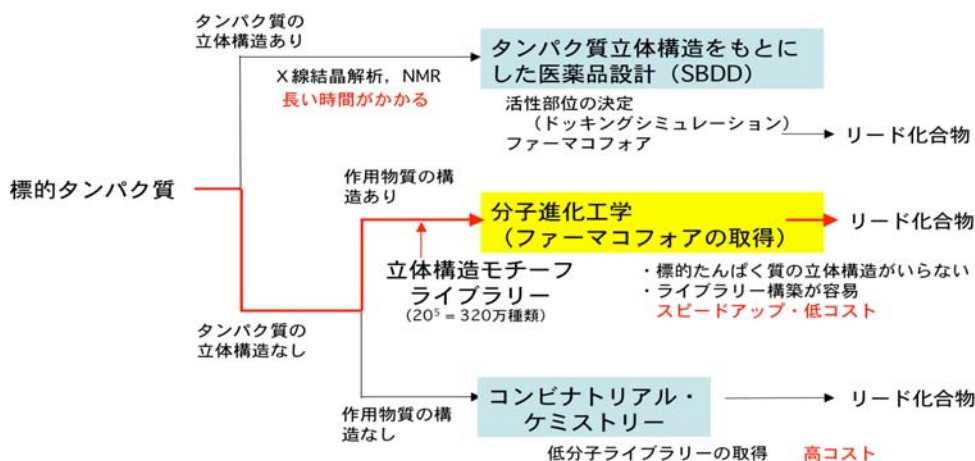 タンパク質の
立体構造あり
X線結晶解析，NMR
長い時間がかかる
タンパク質立体構造をもとに
した医薬品設計（SBDD）
活性部位の決定
（ドッキングシミュレーション）
ファーマコフォア
リード化合物
標的タンパク質
作用物質の構
造あり
分子進化工学
（ファーマコフォアの取得）
リード化合物
立体構造モチーフ
ライブラリー
（20⁵ = 320万種類）
・標的たんぱく質の立体構造がいらない
・ライブラリー構築が容易
スピードアップ・低コスト
タンパク質の
立体構造なし
作用物質の構
造なし
コンビナトリアル・
ケミストリー
リード化合物
低分子ライブラリーの取得
高コスト